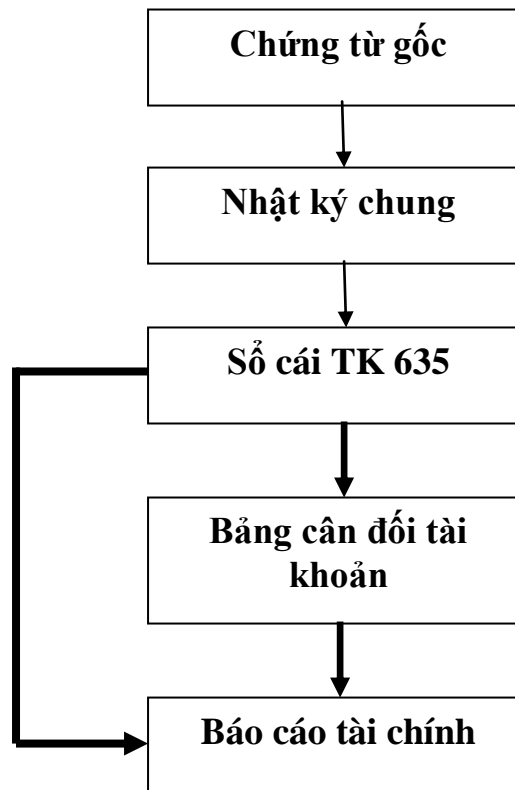 Chứng từ gốc
Nhật ký chung
Sổ cái TK 635
Bảng cân đối tài
khoản
Báo cáo tài chính